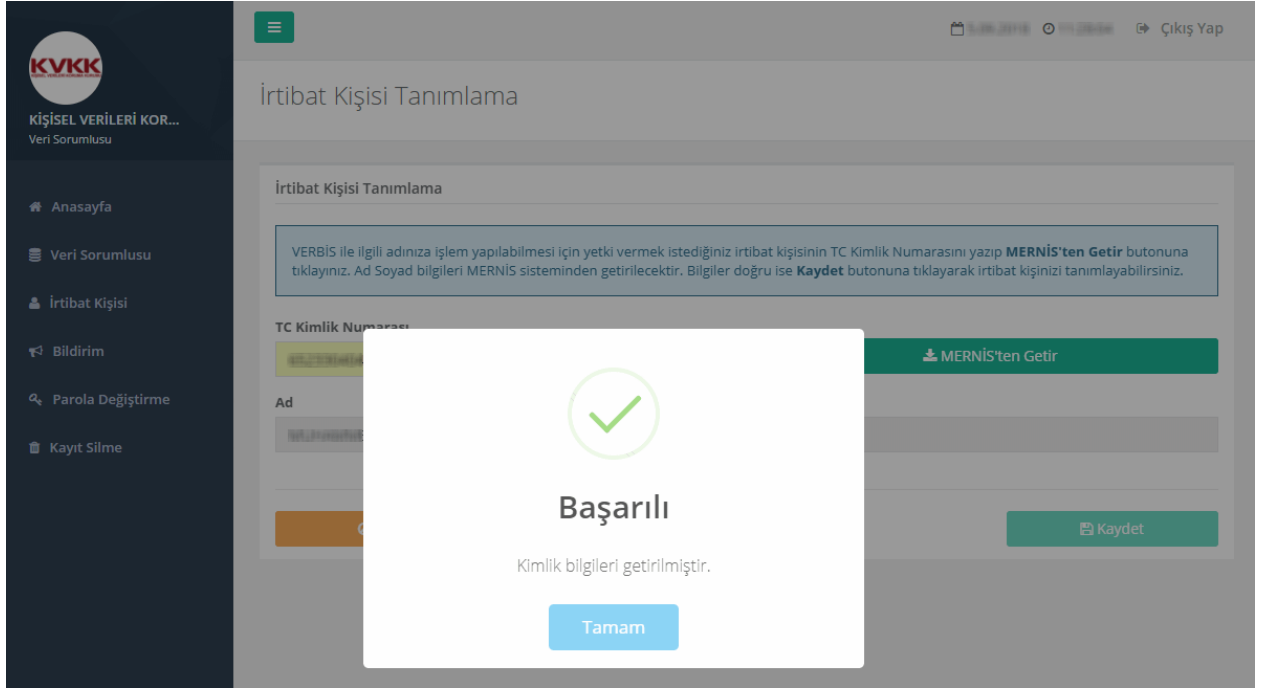 Çıkış Yap
KVKK
KİŞİSEL VERİLERİ KOR...
Veri Sorumlusu
İrtibat Kişisi Tanımlama
Anasayfa
Veri Sorumlusu
İrtibat Kişisi
Bildirim
Parola Değiştirme
Kayıt Silme
İrtibat Kişisi Tanımlama
VERBİS ile ilgili adınıza işlem yapılabilmesi için yetki vermek istediğiniz irtibat kişisinin TC Kimlik Numarasını yazıp MERNİS'ten Getir butonuna
tıklayınız. Ad Soyad bilgileri MERNİS sisteminden getirilecektir. Bilgiler doğru ise Kaydet butonuna tıklayarak irtibat kişinizi tanımlayabilirsiniz.
TC Kimlik Numarası
MERNİS'ten Getir
Ad
Kaydet
Başarılı
Kimlik bilgileri getirilmiştir.
Tamam